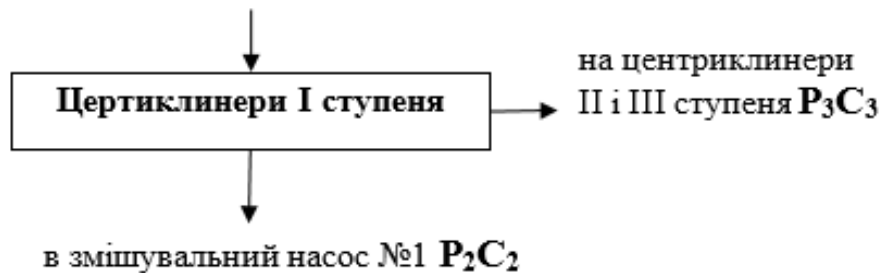 на центриклинери
Цертиклинери І ступеня
ІІ і ІІІ ступеня P₃C₃
в змішувальний насос №1 P₂C₂